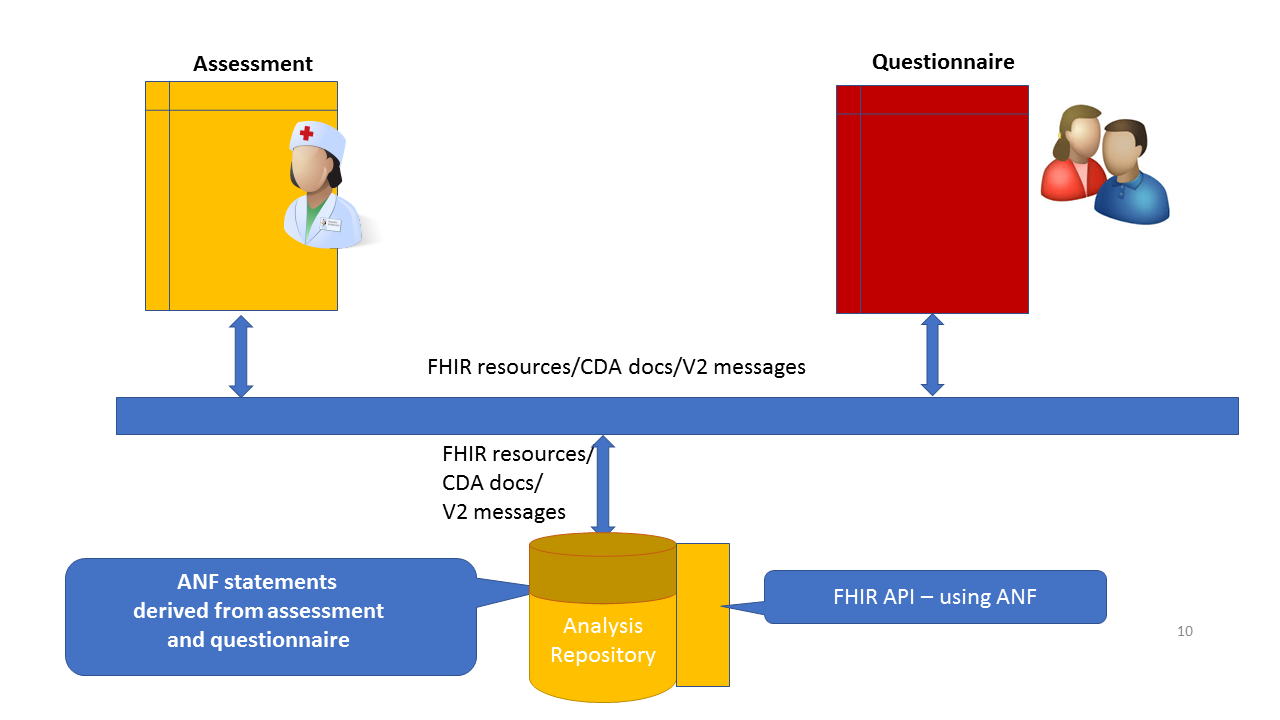 Assessment
Questionnaire
FHIR resources/CDA docs/V2 messages
FHIR resources/
CDA docs/
V2 messages
ANF statements
derived from assessment
and questionnaire
Analysis
Repository
FHIR API – using ANF
10